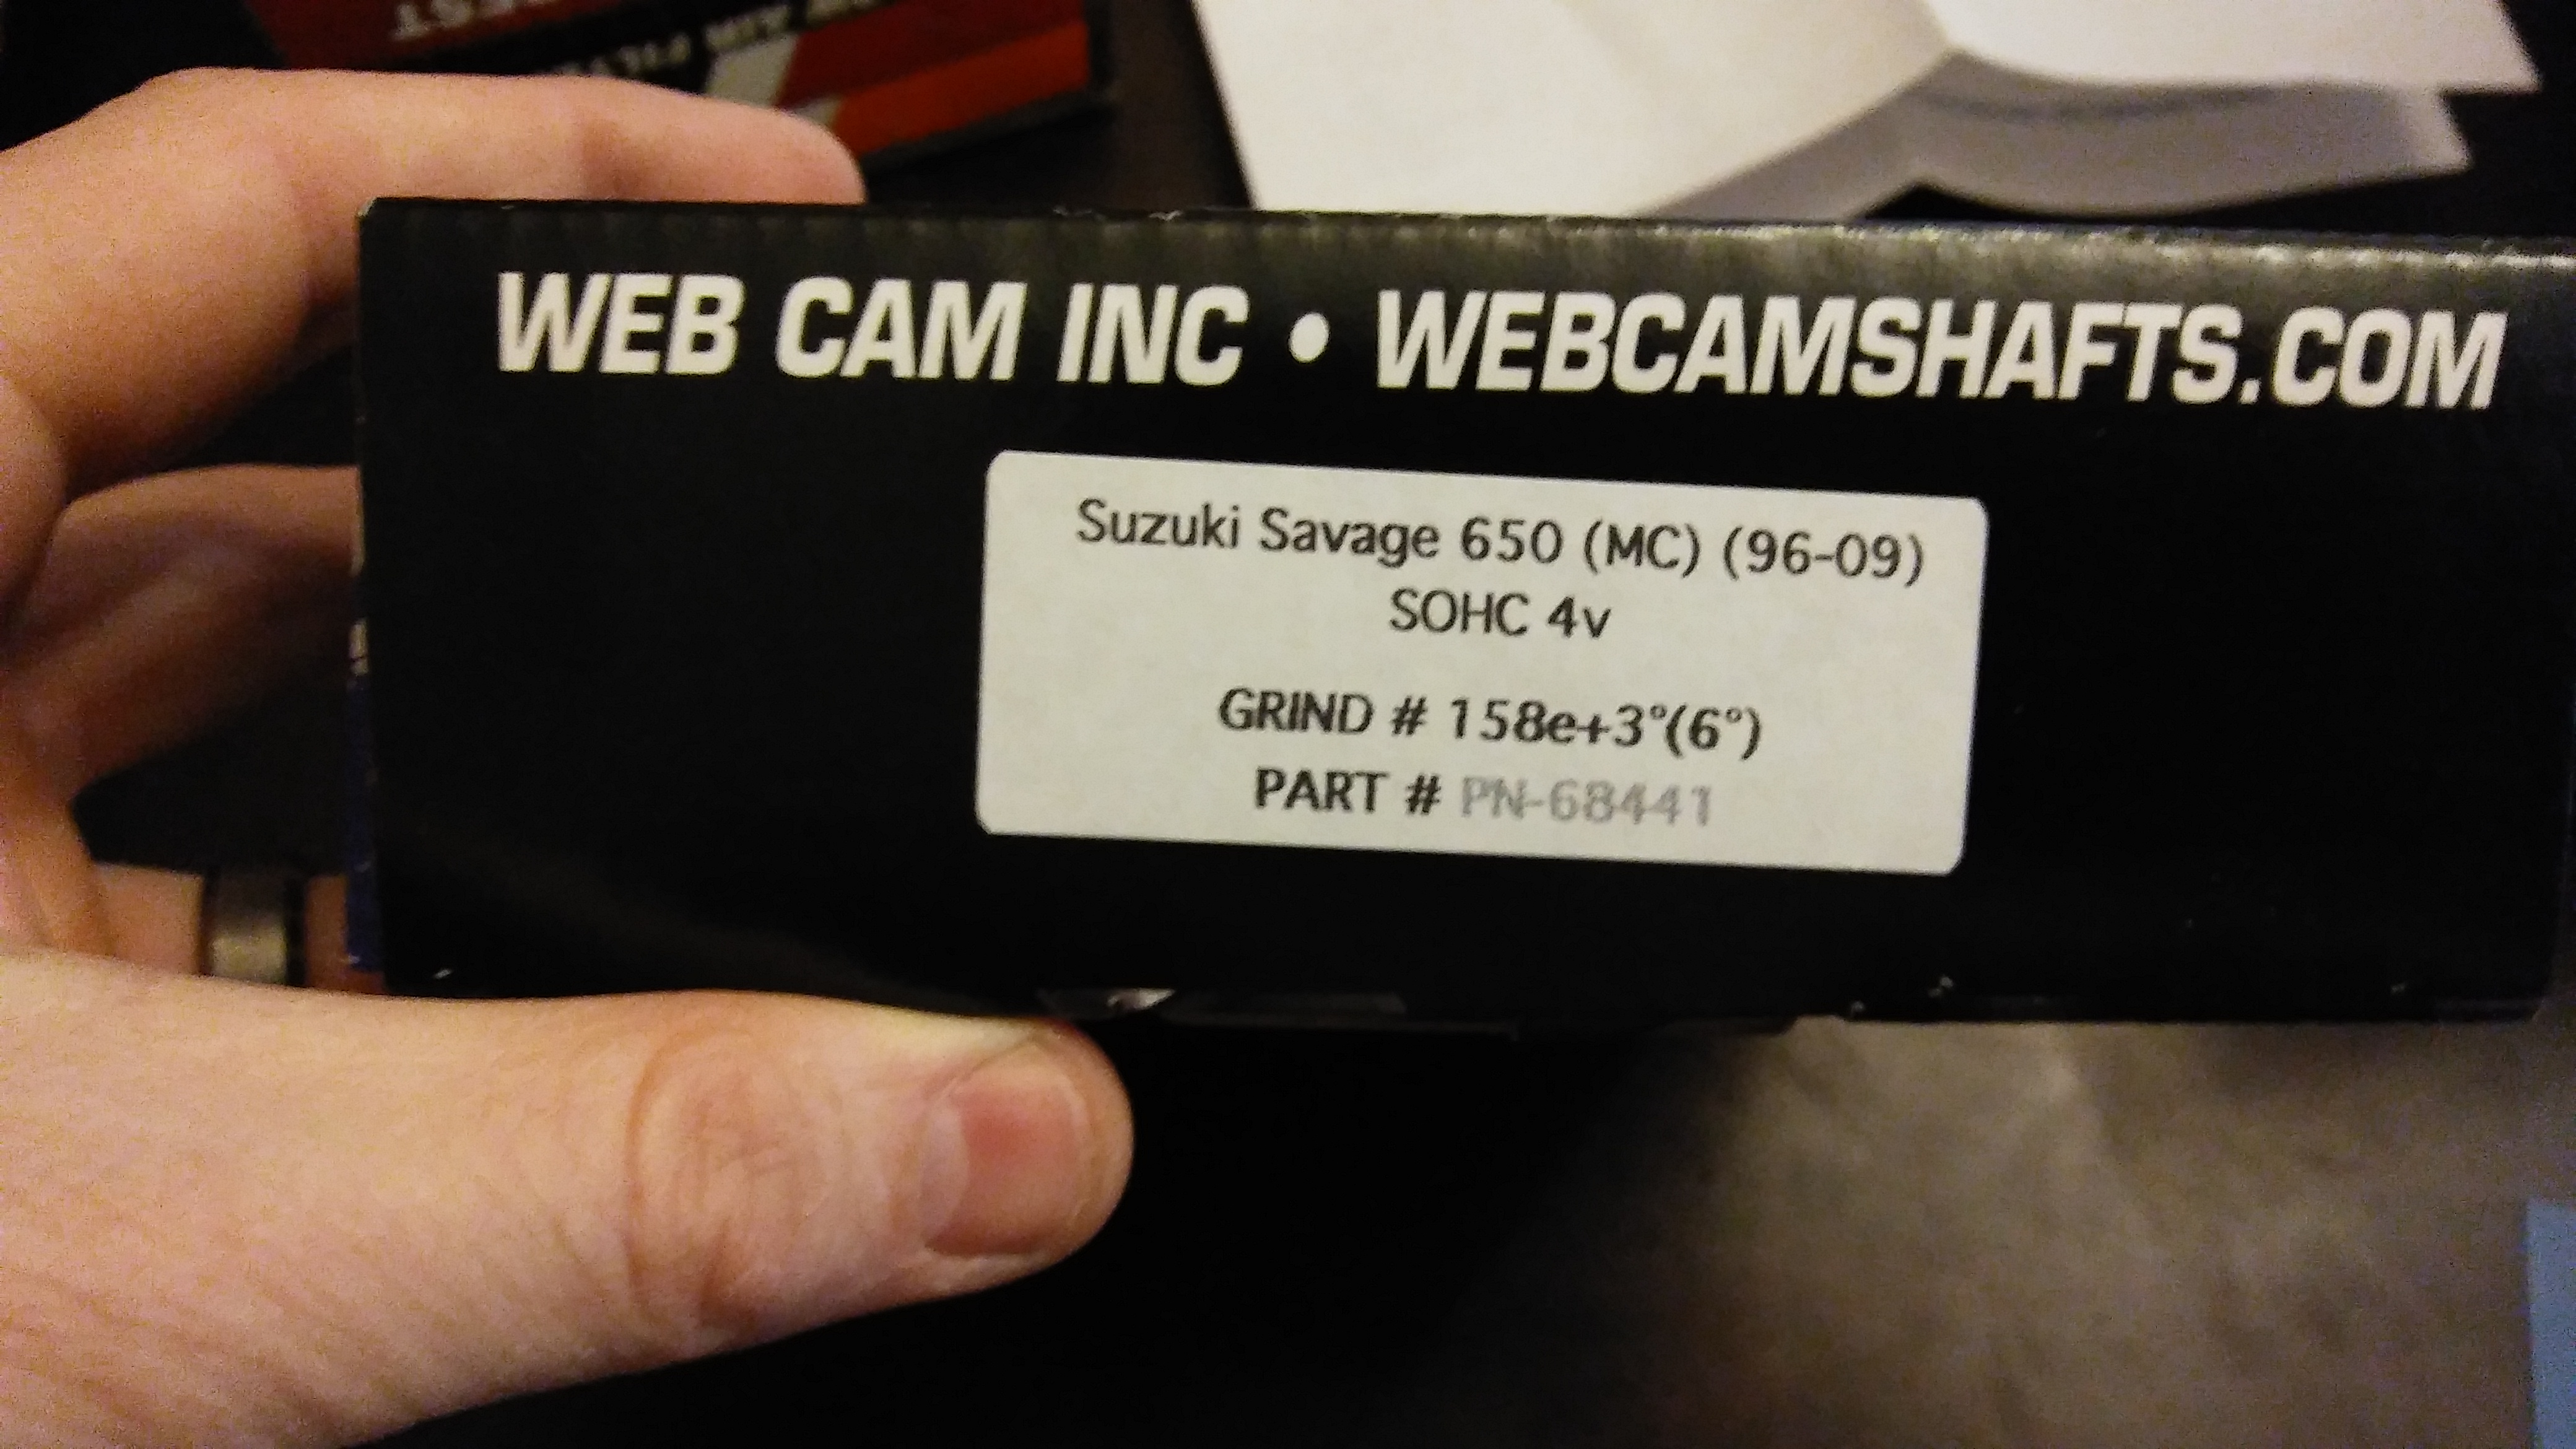 WEB CAM INC • WEBCAMSHAFTS.COM
Suzuki Savage 650 (MC) (96-09)
SOHC 4v
GRIND # 158e+3°(6°)
PART # PN-68441